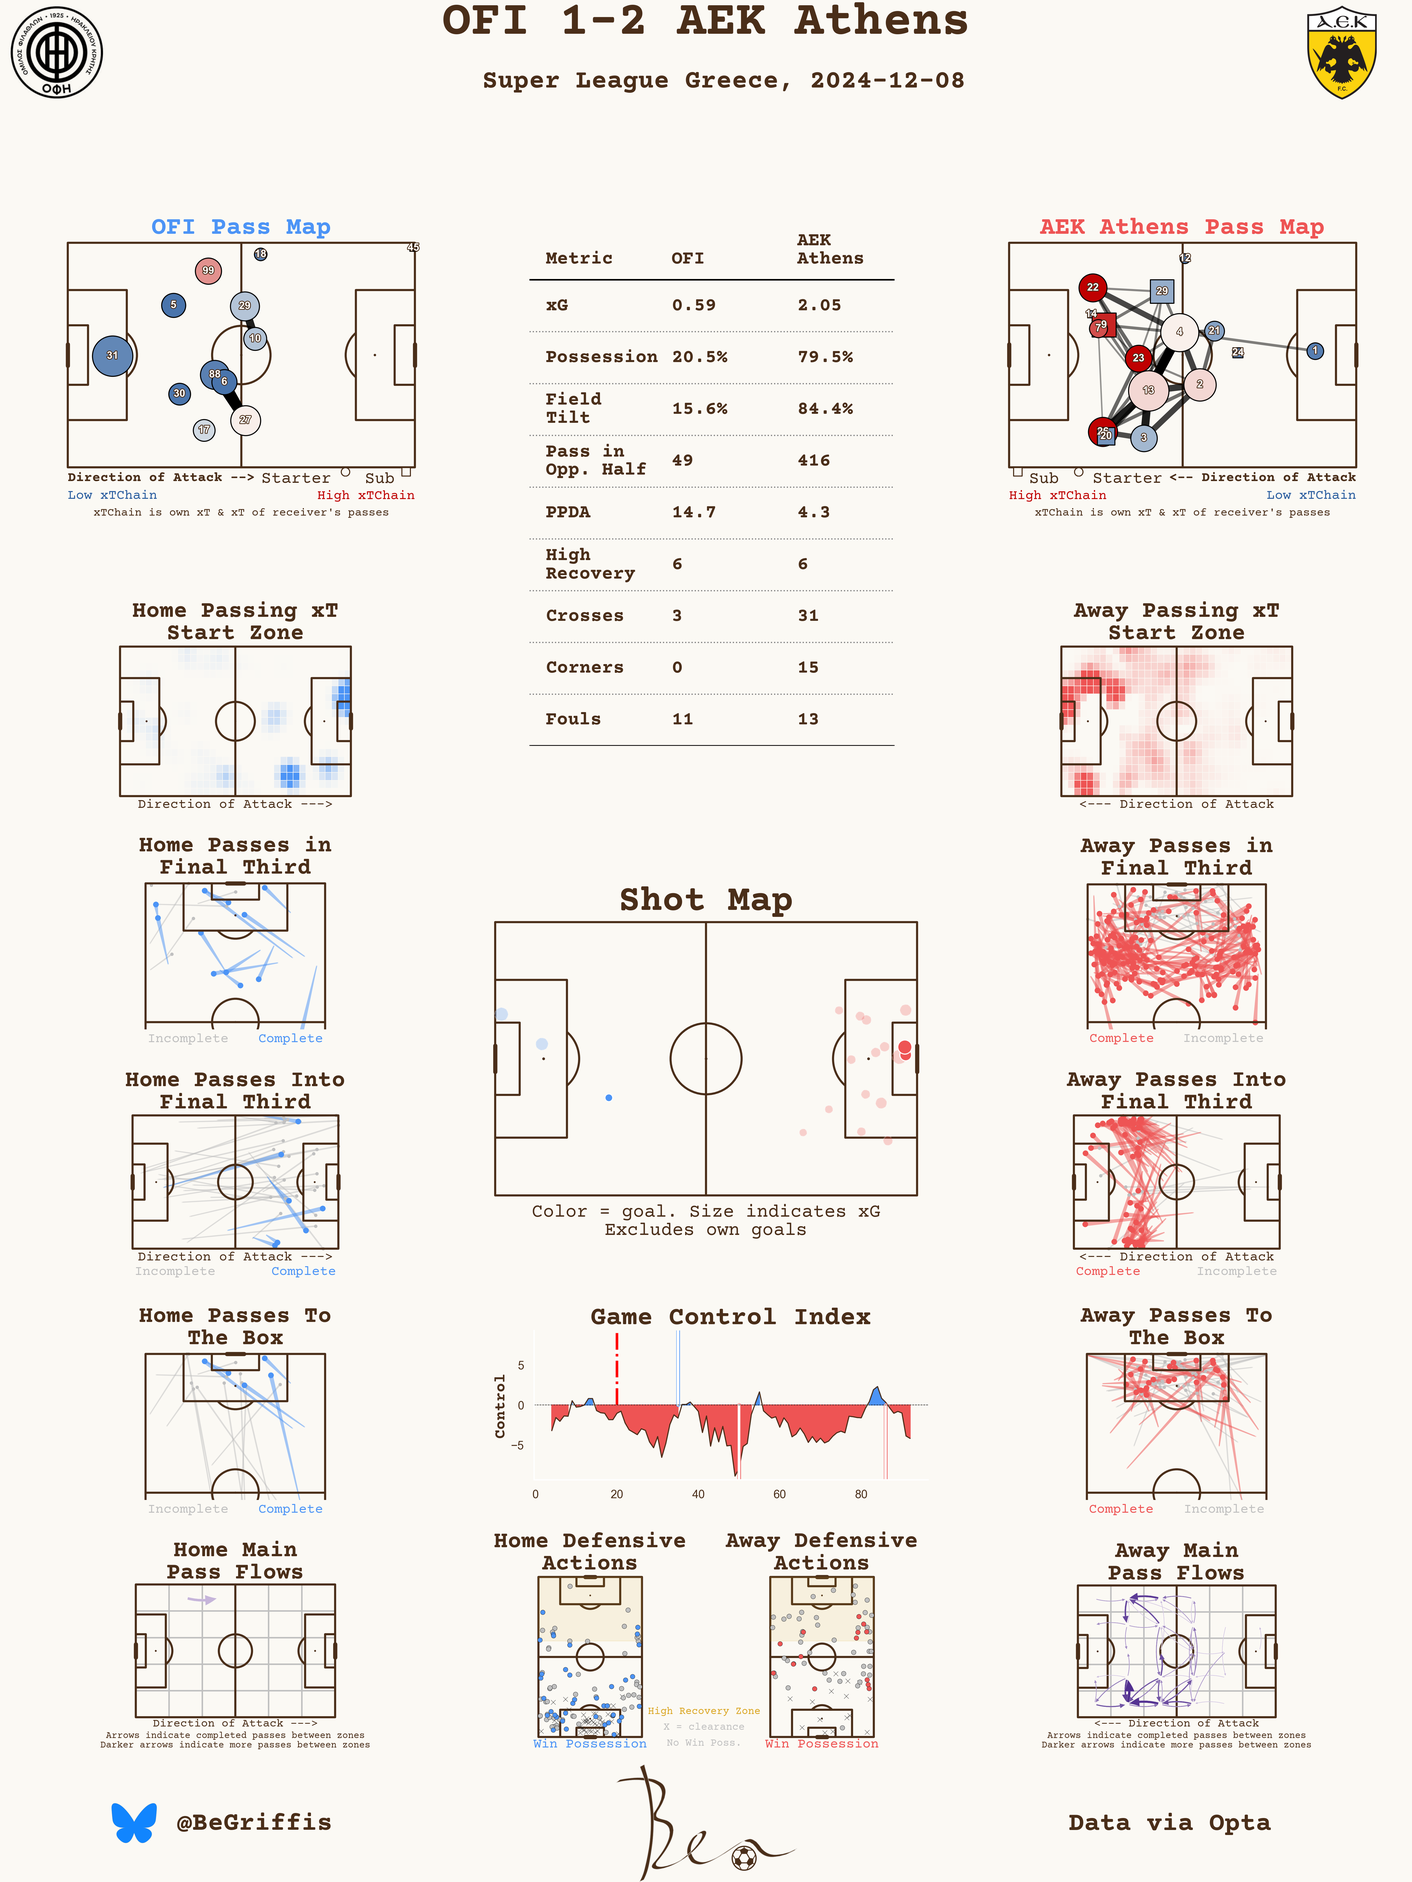 OFI 1-2 AEK Athens
Super League Greece, 2024-12-08
ΟΜΙΛΟΣ ΦΙΛΑΘΛΩΝ • 1925 • ΗΡΑΚΛΕΙΟΥ ΚΡΗΤΗΣ
ΟΦΗ
Α.Ε.Κ
F.C.
OFI Pass Map
45
18
99
5
29
10
31
88
6
30
27
17
Direction of Attack --> Starter Sub
Low xTChain High xTChain
xTChain is own xT & xT of receiver's passes
Metric OFI AEK Athens
xG 0.59 2.05
Possession 20.5% 79.5%
Field Tilt 15.6% 84.4%
Pass in Opp. Half 49 416
PPDA 14.7 4.3
High Recovery 6 6
Crosses 3 31
Corners 0 15
Fouls 11 13
AEK Athens Pass Map
12
22
29
14
9
7
4
21
24
1
23
13
2
26
20
3
Sub Starter <-- Direction of Attack
High xTChain Low xTChain
xTChain is own xT & xT of receiver's passes
Home Passing xT
Start Zone
Direction of Attack --->
Away Passing xT
Start Zone
<--- Direction of Attack
Home Passes in
Final Third
Incomplete Complete
Away Passes in
Final Third
Complete Incomplete
Shot Map
Color = goal. Size indicates xG
Excludes own goals
Home Passes Into
Final Third
Direction of Attack --->
Incomplete Complete
Away Passes Into
Final Third
<--- Direction of Attack
Complete Incomplete
Home Passes To
The Box
Incomplete Complete
Game Control Index
Control
5
0
−5
0 20 40 60 80
Away Passes To
The Box
Complete Incomplete
Home Main
Pass Flows
Direction of Attack --->
Arrows indicate completed passes between zones
Darker arrows indicate more passes between zones
Home Defensive
Actions
Win Possession
High Recovery Zone
X = clearance
No Win Poss.
Away Defensive
Actions
Win Possession
Away Main
Pass Flows
<--- Direction of Attack
Arrows indicate completed passes between zones
Darker arrows indicate more passes between zones
@BeGriffis
Ben
Data via Opta